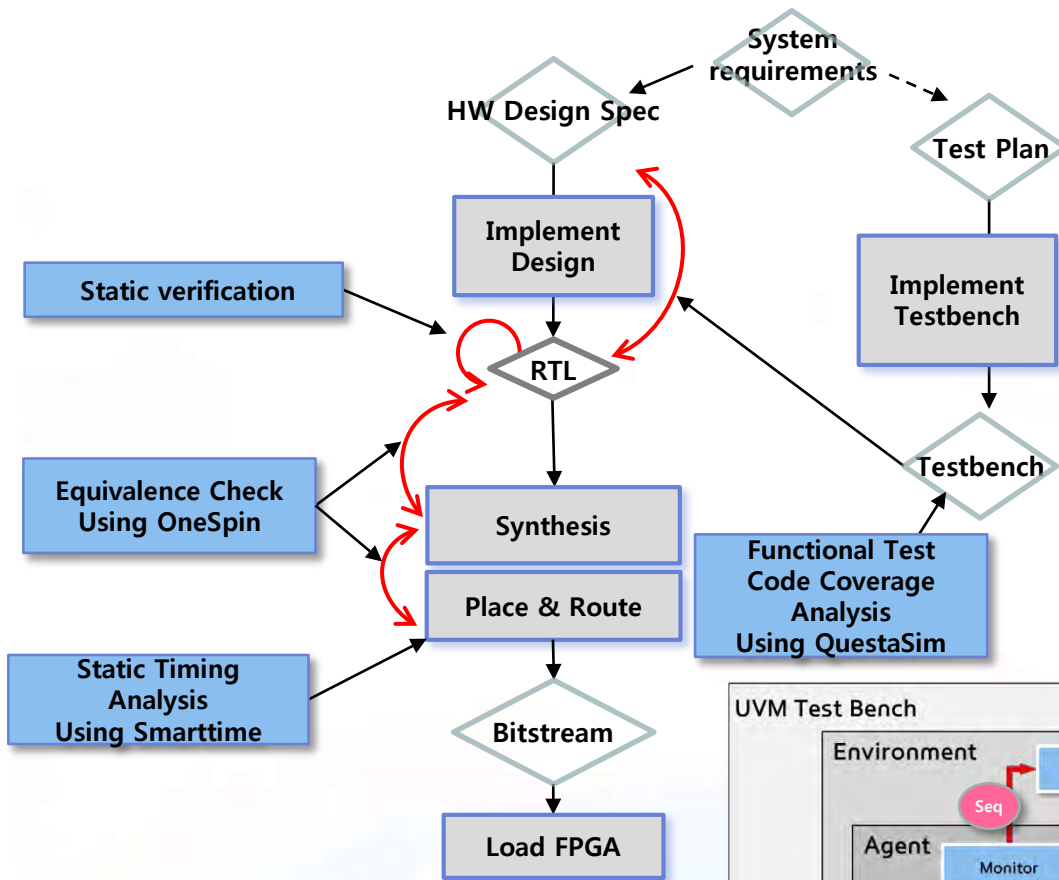 System
requirements
HW Design Spec
Test Plan
Implement
Design
Implement
Testbench
Static verification
RTL
Testbench
Equivalence Check
Using OneSpin
Synthesis
Functional Test
Code Coverage
Analysis
Using QuestaSim
Place & Route
Static Timing
Analysis
Using Smarttime
Bitstream
UVM Test Bench
Environment
Seq
Load FPGA
Agent
Monitor